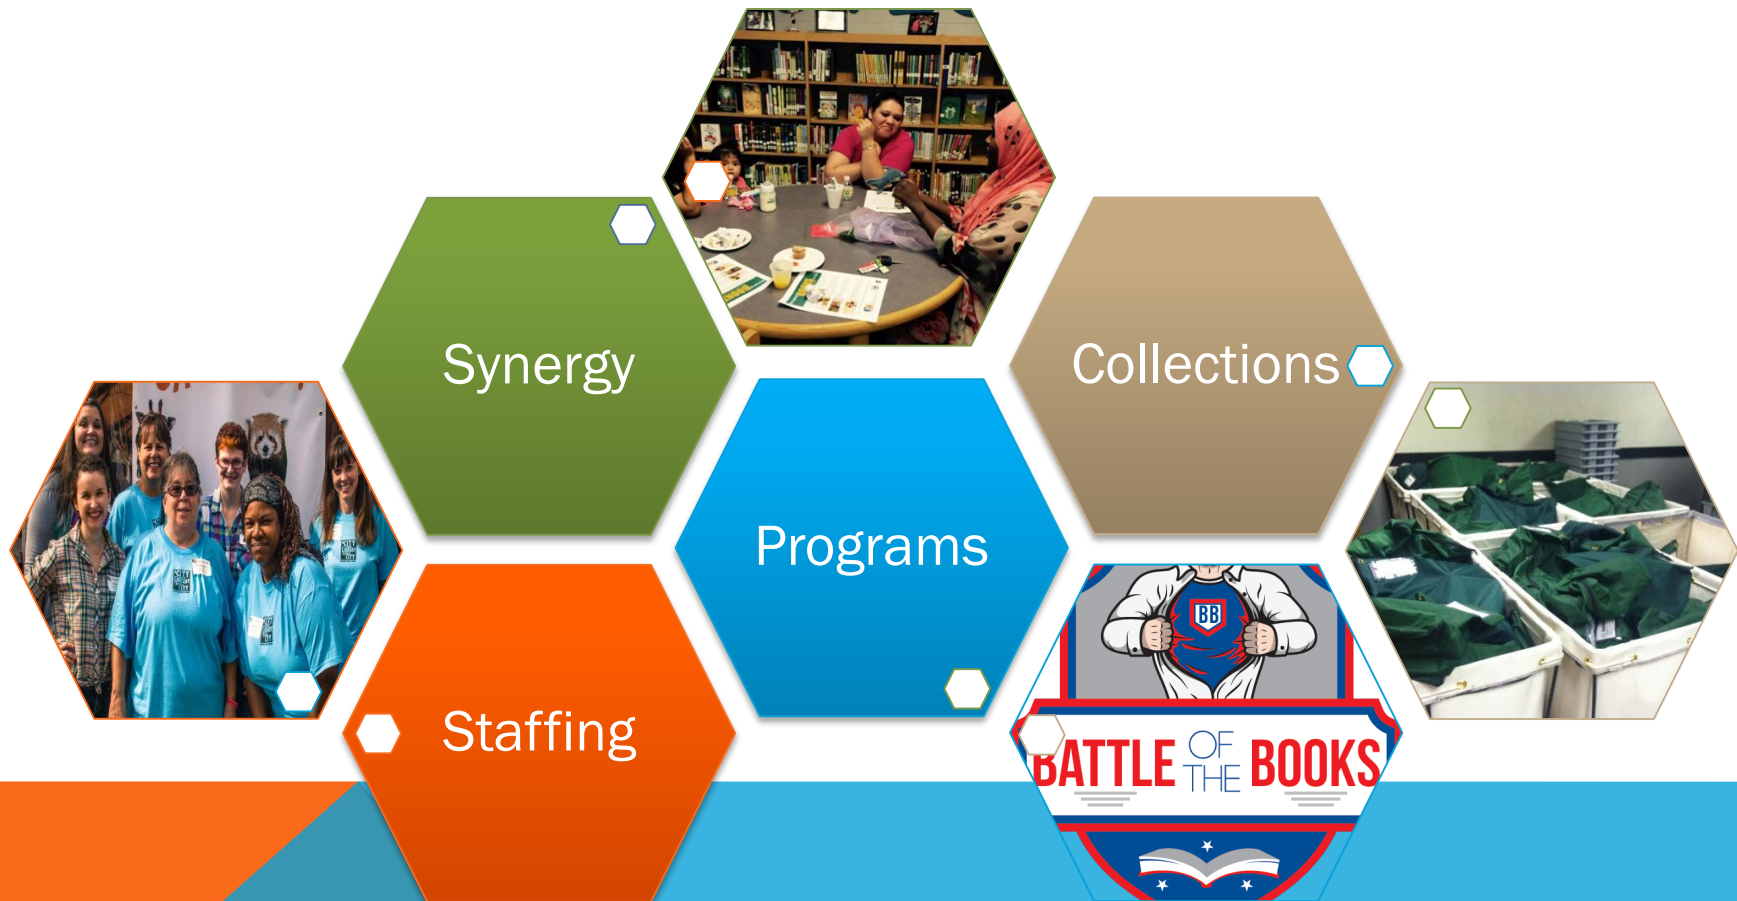 Synergy
Collections
Programs
Staffing
BB
BATTLE OF THE BOOKS